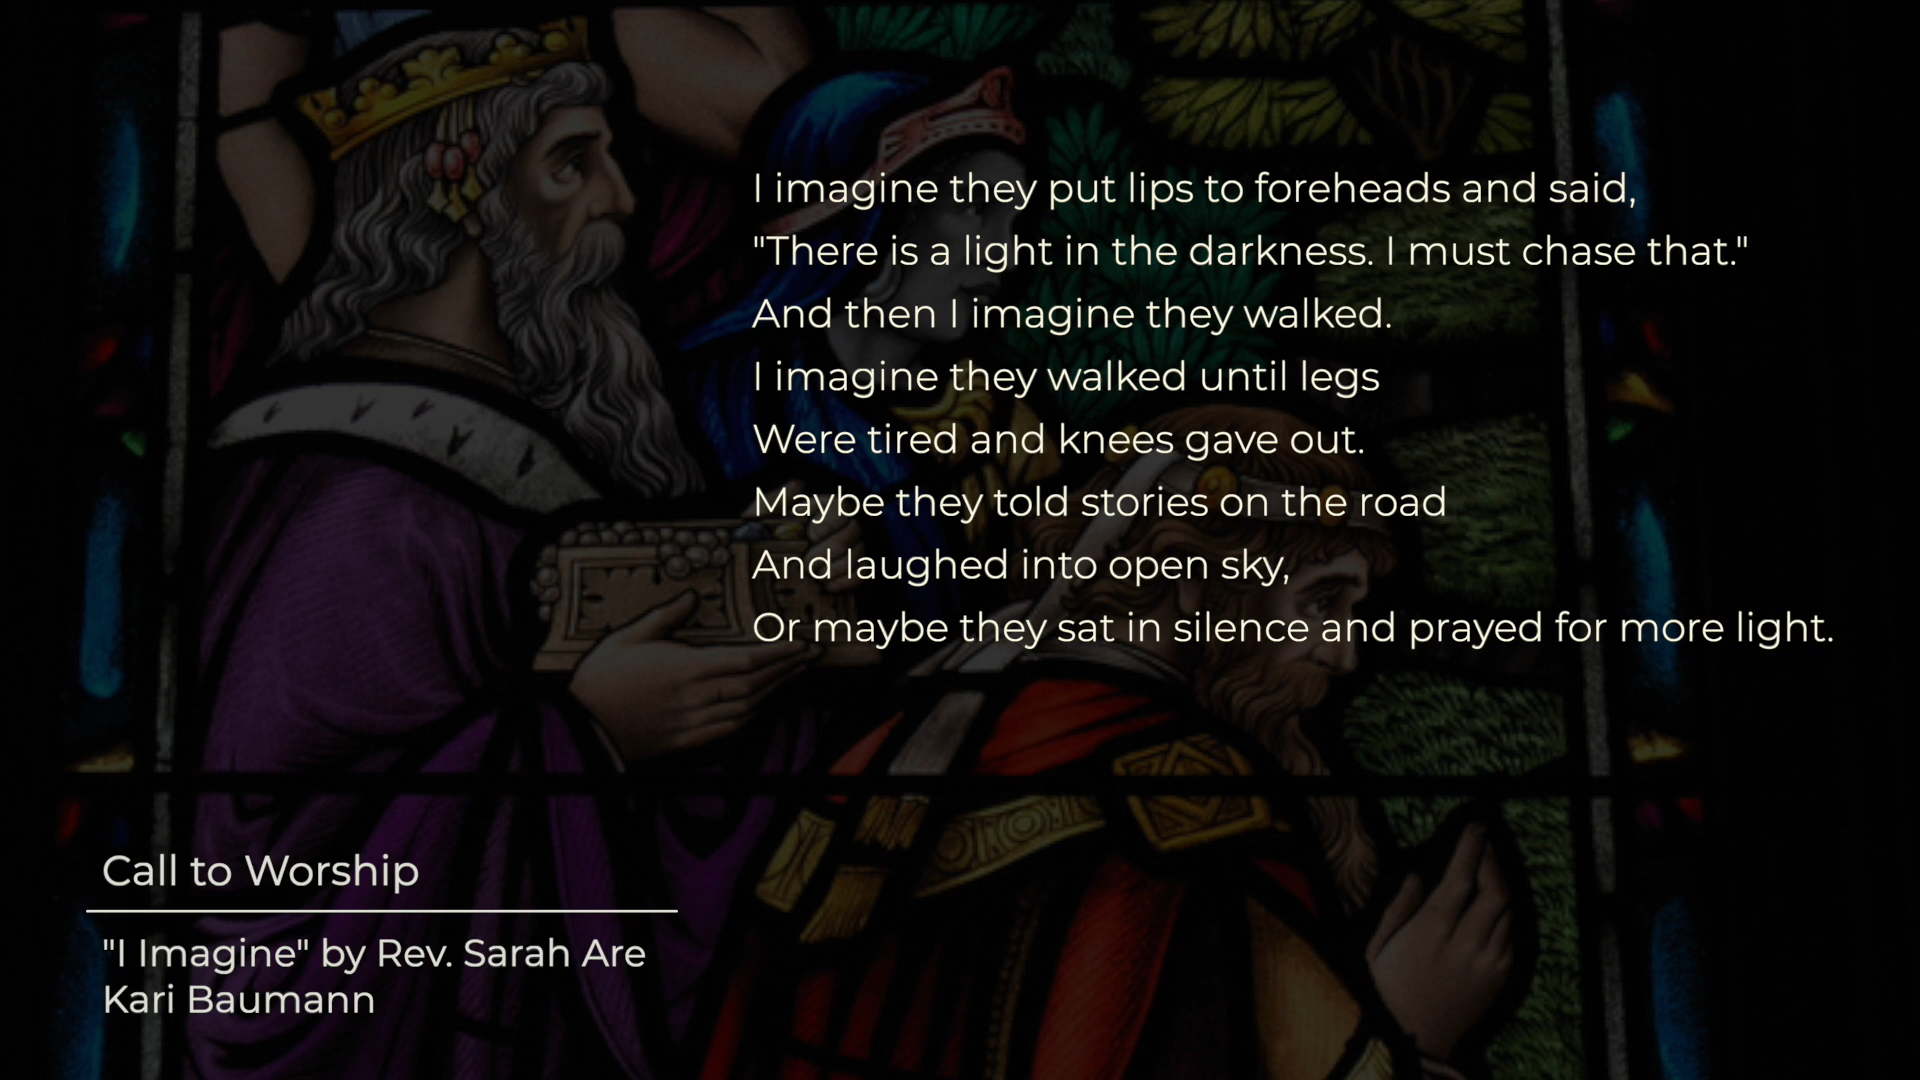 I imagine they put lips to foreheads and said,
"There is a light in the darkness. I must chase that."
And then I imagine they walked.
I imagine they walked until legs
Were tired and knees gave out.
Maybe they told stories on the road
And laughed into open sky,
Or maybe they sat in silence and prayed for more light.
Call to Worship
"I Imagine" by Rev. Sarah Are
Kari Baumann